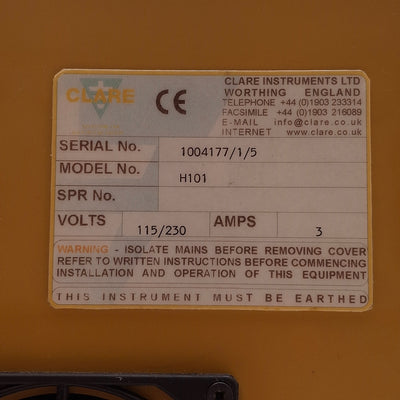 CLARE
CE
CLARE INSTRUMENTS LTD
WORTHING ENGLAND
TELEPHONE +44 (0)1903 233314
FACSIMILE +44 (0)1903 216089
E-MAIL info@clare.co.uk
INTERNET www.clare.co.uk
SERIAL No. 1004177/1/5
MODEL No. H101
SPR No.
VOLTS 115/230 AMPS 3
WARNING - ISOLATE MAINS BEFORE REMOVING COVER
REFER TO WRITTEN INSTRUCTIONS BEFORE COMMENCING
INSTALLATION AND OPERATION OF THIS EQUIPMENT
THIS INSTRUMENT MUST BE EARTHED